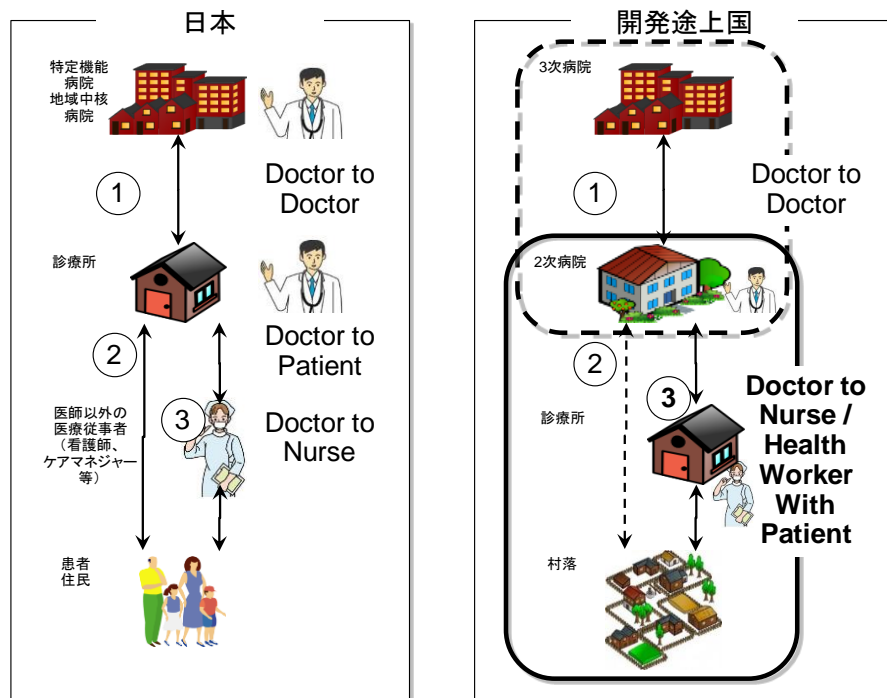 日本
特定機能
病院
地域中核
病院
1
Doctor to
Doctor
診療所
2
Doctor to
Patient
医師以外の
医療従事者
（看護師、
ケアマネジャー
等）
3
Doctor to
Nurse
患者
住民
開発途上国
3次病院
1
Doctor to
Doctor
2次病院
2
診療所
3
Doctor to
Nurse /
Health
Worker
With
Patient
村落